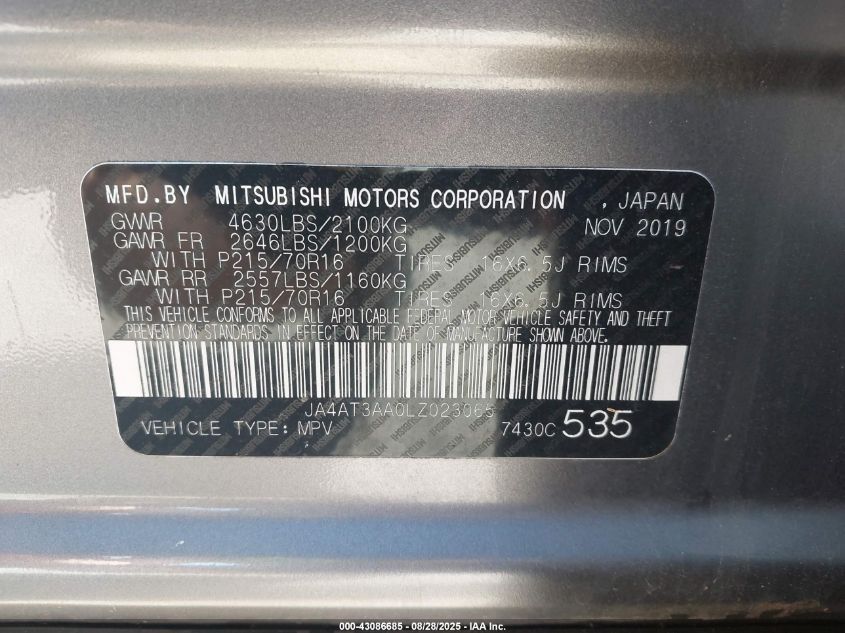 MFD.BY MITSUBISHI MOTORS CORPORATION , JAPAN
GVWR 4630LBS/2100KG NOV 2019
GAWR FR 2646LBS/1200KG
WITH P215/70R16 TIRES 16X6.5J RIMS
GAWR RR 2557LBS/1160KG
WITH P215/70R16 TIRES 16X6.5J RIMS
THIS VEHICLE CONFORMS TO ALL APPLICABLE FEDERAL MOTOR VEHICLE SAFETY AND THEFT
PREVENTION STANDARDS IN EFFECT ON THE DATE OF MANUFACTURE SHOWN ABOVE.
JA4AT3AA0LZ023065
VEHICLE TYPE: MPV 7430C 535
000-43086685 - 08/28/2025 - IAA Inc.